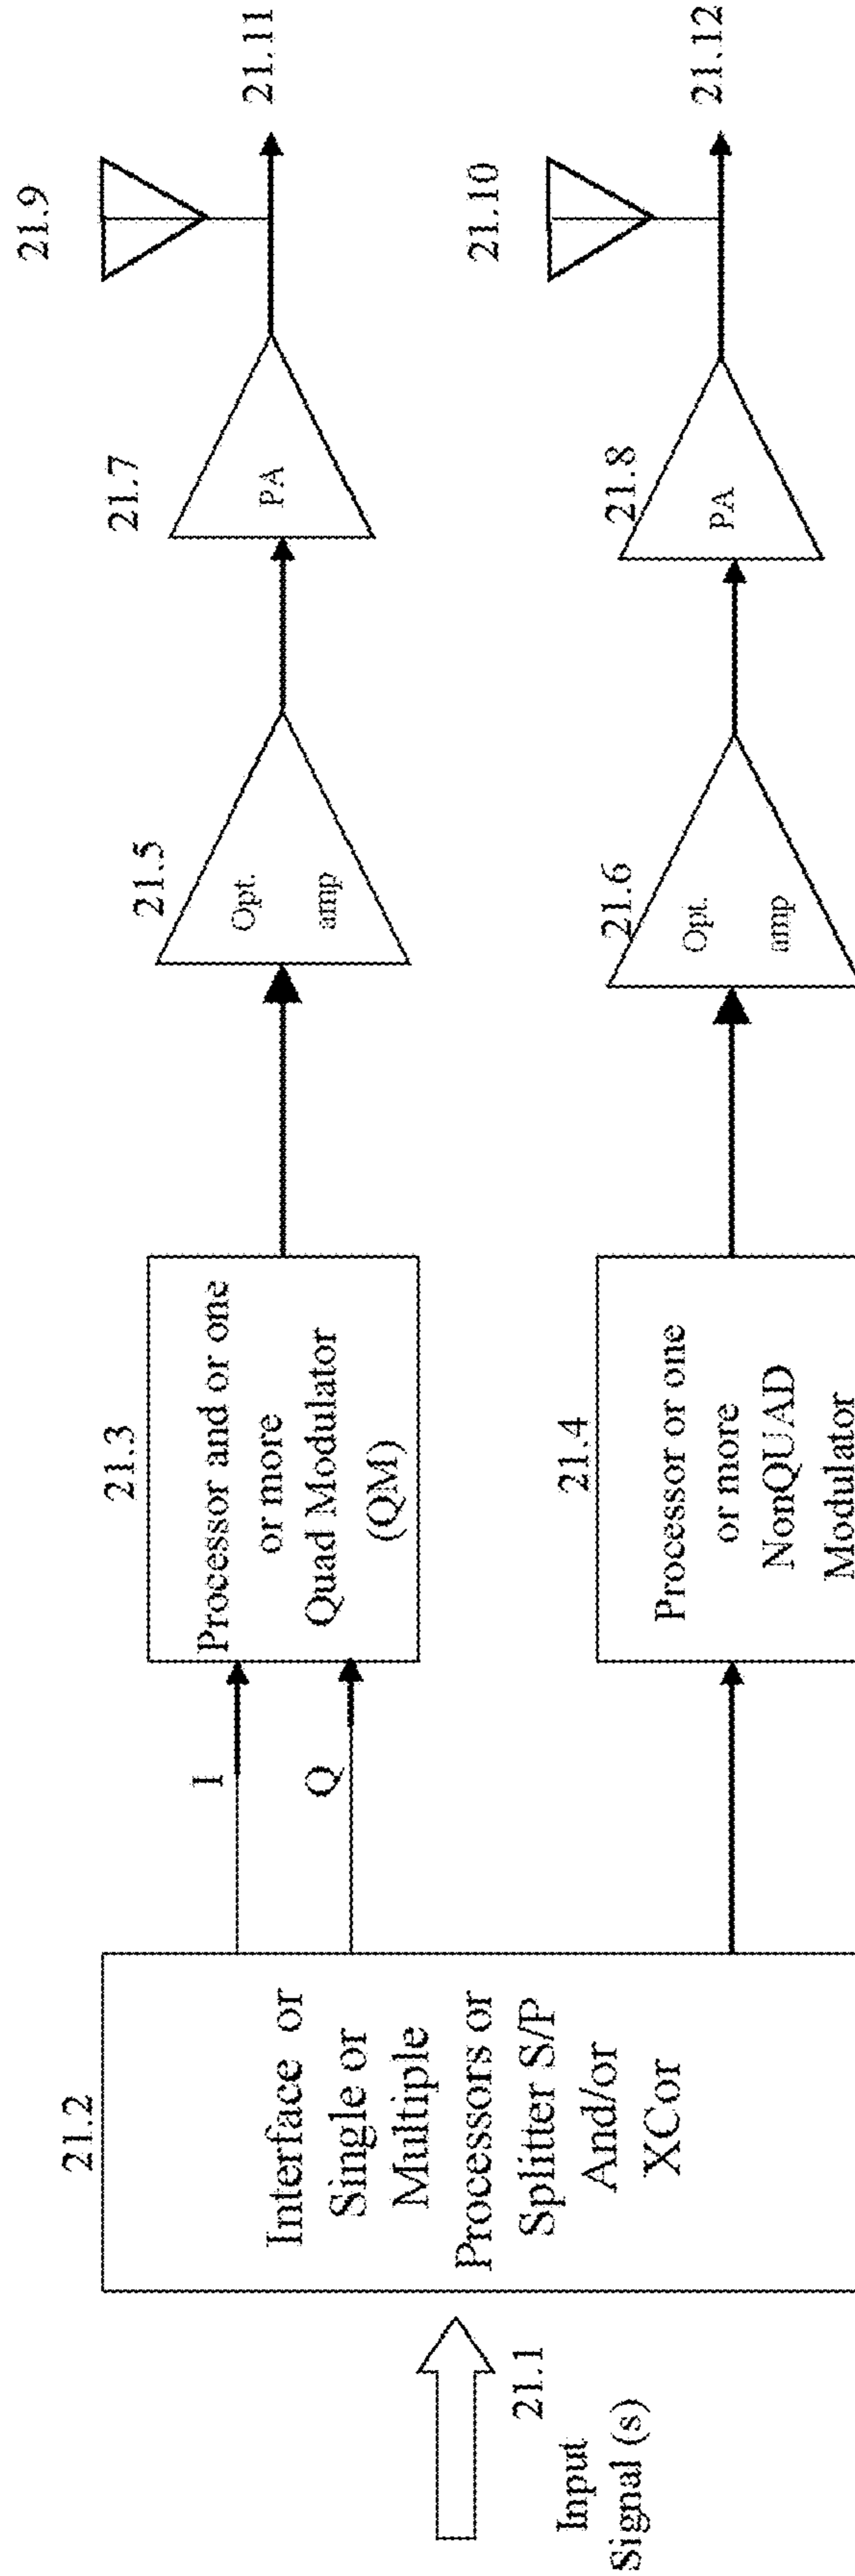 21.1
Input
Signal (s)
21.2
Interface or
Single or
Multiple
Processors or
Splitter S/P
And/or
XCor
I
Q
21.3
Processor and or one
or more
Quad Modulator
(QM)
21.5
Opt.
amp
21.7
PA
21.9
21.11
21.4
Processor or one
or more
NonQUAD
Modulator
21.6
Opt.
amp
21.8
PA
21.10
21.12